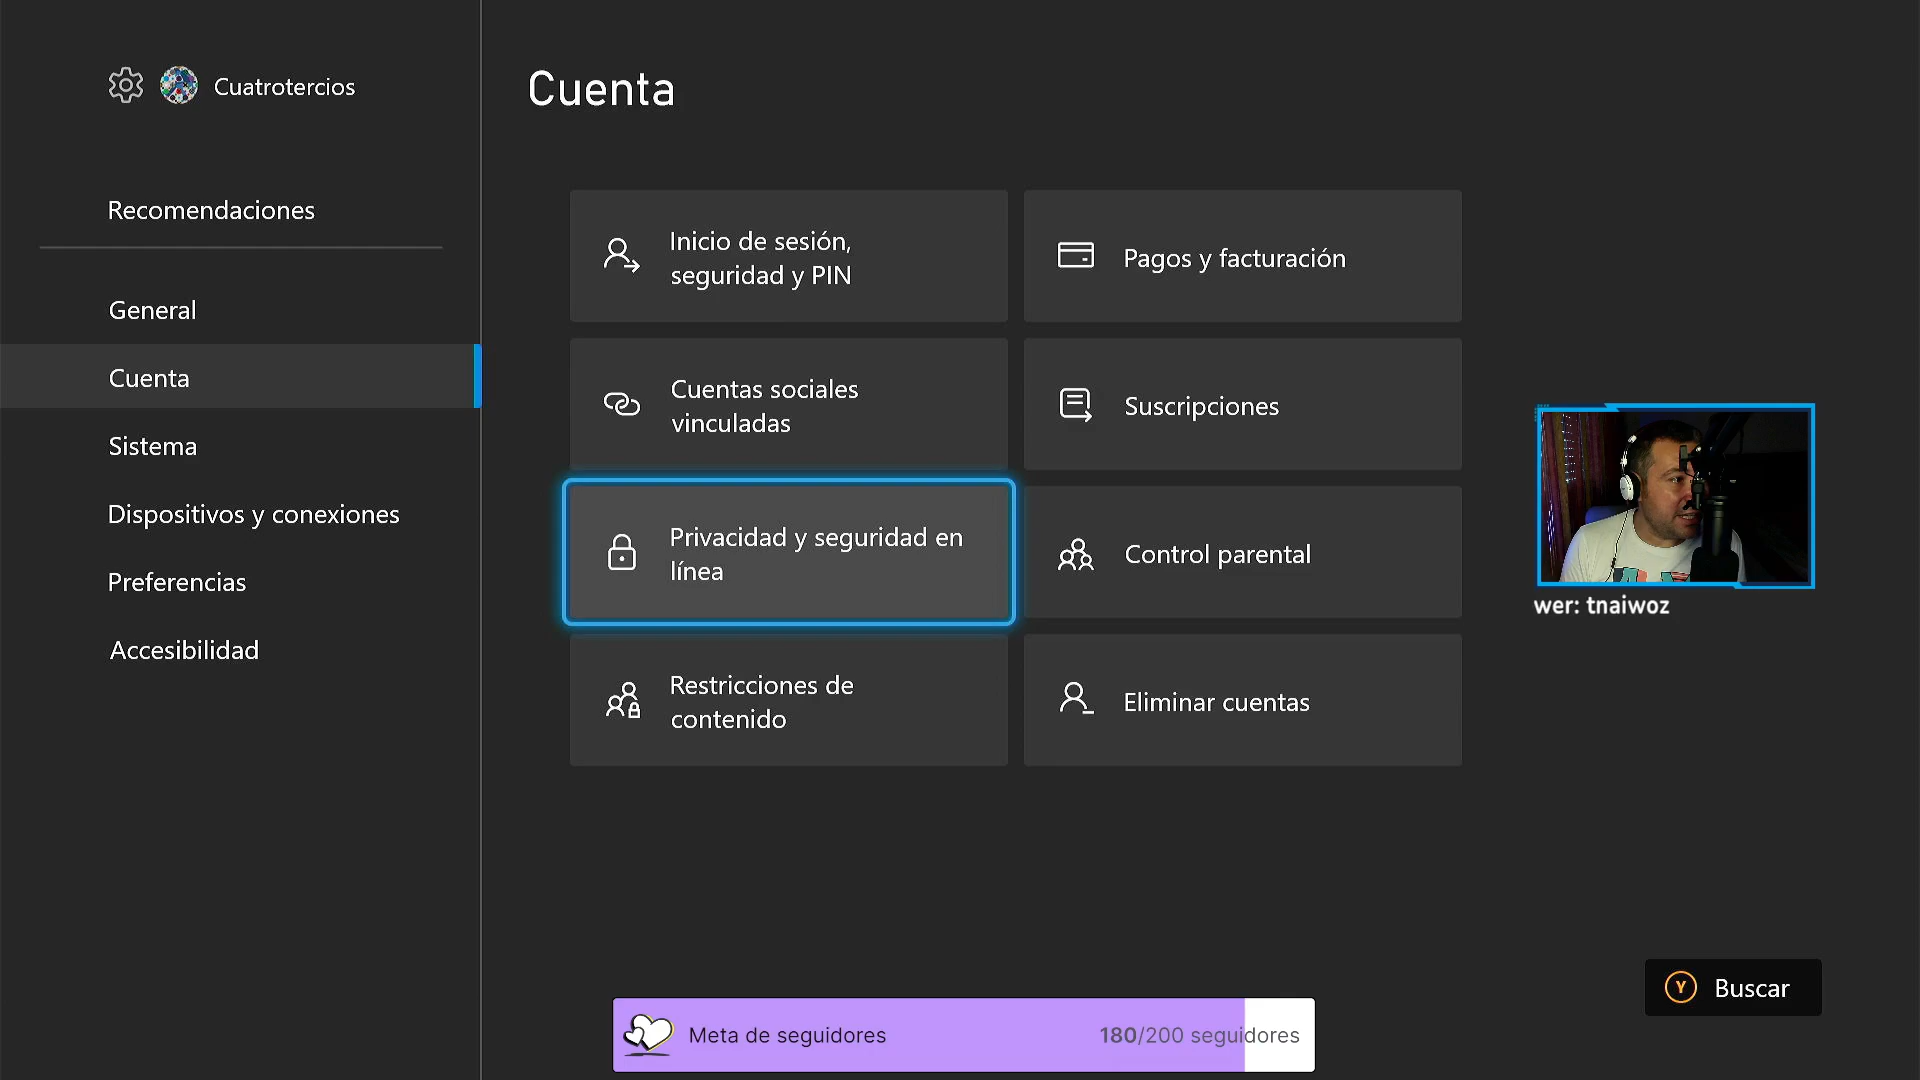 Cuatrotercios
Recomendaciones
General
Cuenta
Sistema
Dispositivos y conexiones
Preferencias
Accesibilidad
Cuenta
Inicio de sesión,
seguridad y PIN
Pagos y facturación
Cuentas sociales
vinculadas
Suscripciones
Privacidad y seguridad en
línea
Control parental
Restricciones de
contenido
Eliminar cuentas
wer: tnaiwoz
Y Buscar
Meta de seguidores
180/200 seguidores